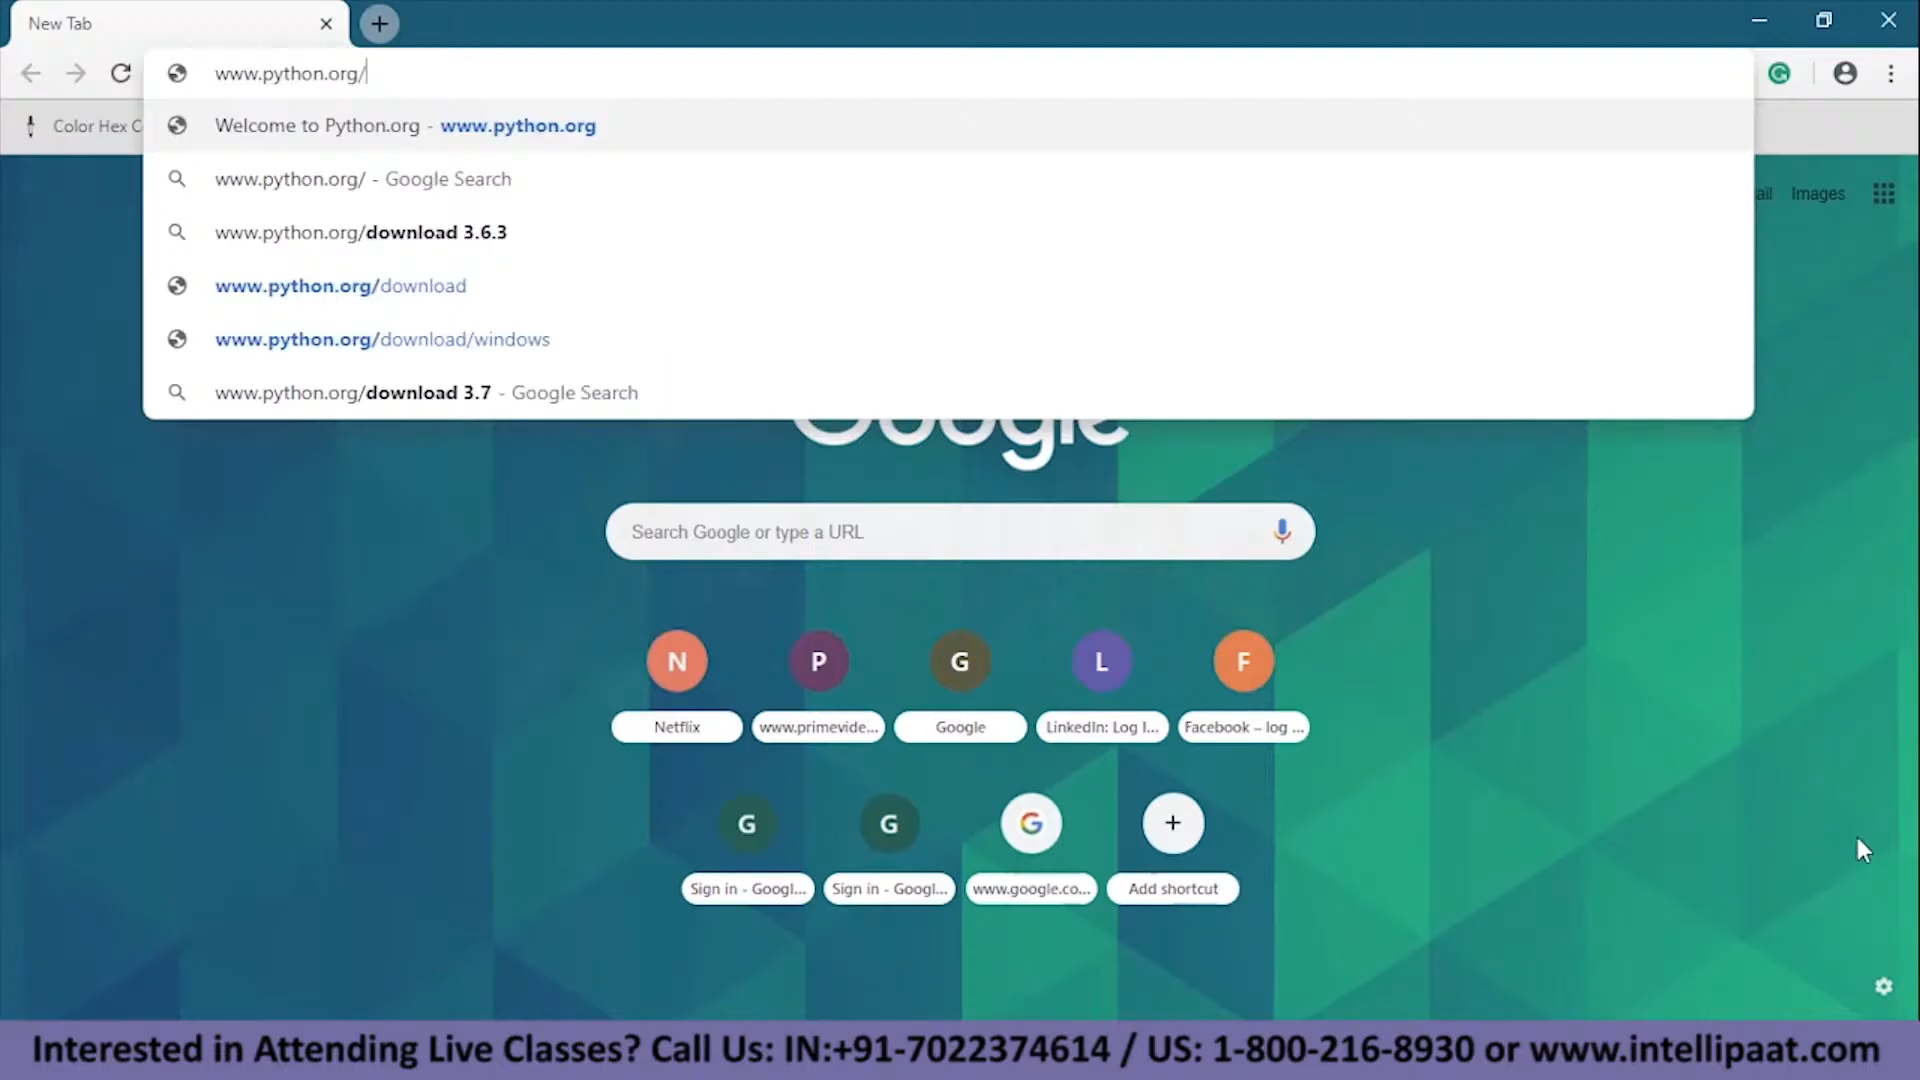 New Tab
www.python.org/
Color Hex C
Welcome to Python.org - www.python.org
www.python.org/ - Google Search
www.python.org/download 3.6.3
www.python.org/download
www.python.org/download/windows
www.python.org/download 3.7 - Google Search
ail Images
Google
Search Google or type a URL
N P G L F
Netflix www.primevide... Google LinkedIn: Log I... Facebook – log ...
G G G +
Sign in - Googl... Sign in - Googl... www.google.co... Add shortcut
Interested in Attending Live Classes? Call Us: IN:+91-7022374614 / US: 1-800-216-8930 or www.intellipaat.com